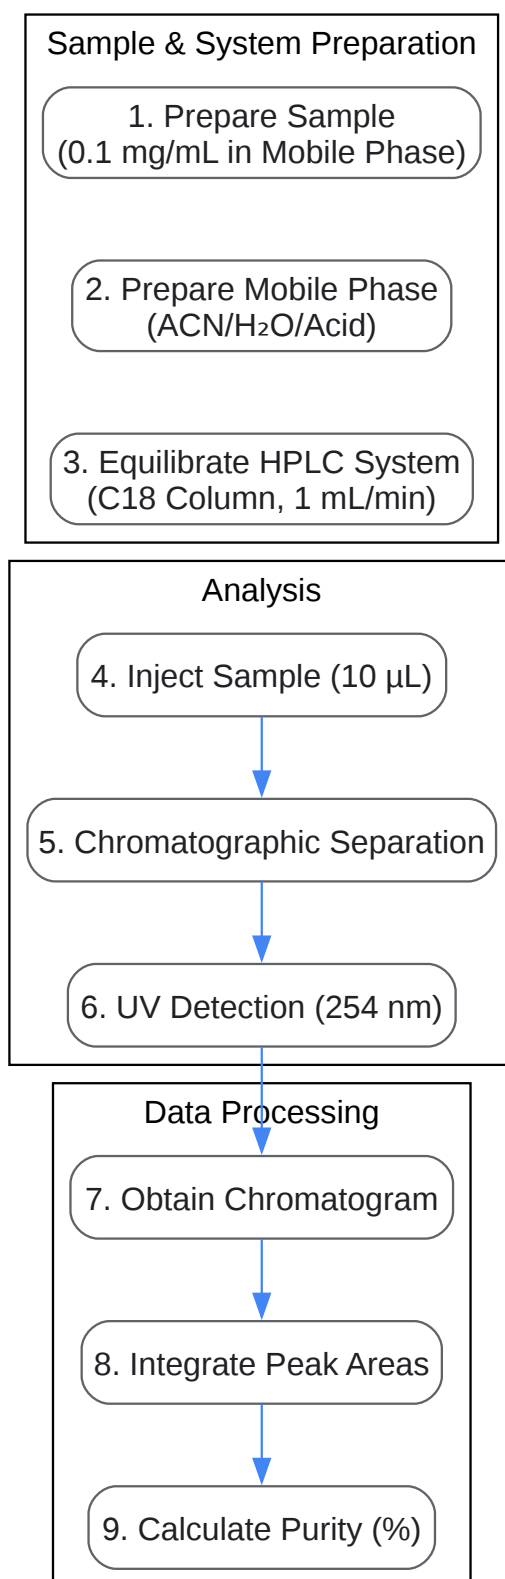 Sample & System Preparation
1. Prepare Sample
(0.1 mg/mL in Mobile Phase)
2. Prepare Mobile Phase
(ACN/H₂O/Acid)
3. Equilibrate HPLC System
(C18 Column, 1 mL/min)
Analysis
4. Inject Sample (10 µL)
5. Chromatographic Separation
6. UV Detection (254 nm)
Data Processing
7. Obtain Chromatogram
8. Integrate Peak Areas
9. Calculate Purity (%)